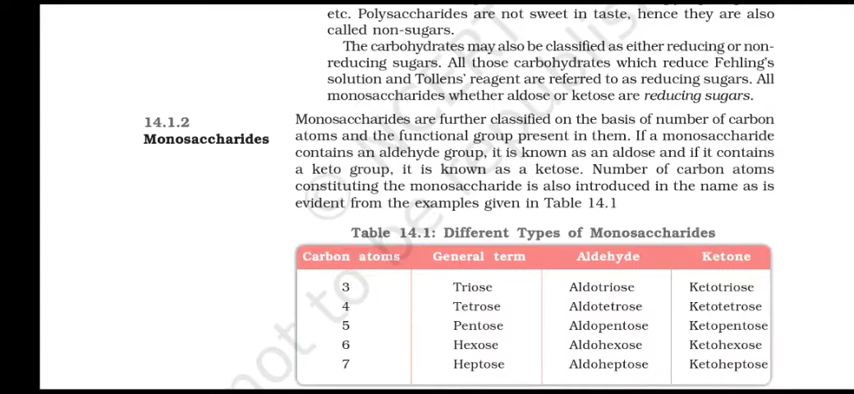 etc. Polysaccharides are not sweet in taste, hence they are also
called non-sugars.
The carbohydrates may also be classified as either reducing or non-
reducing sugars. All those carbohydrates which reduce Fehling's
solution and Tollens' reagent are referred to as reducing sugars. All
monosaccharides whether aldose or ketose are reducing sugars.
14.1.2
Monosaccharides
Monosaccharides are further classified on the basis of number of carbon
atoms and the functional group present in them. If a monosaccharide
contains an aldehyde group, it is known as an aldose and if it contains
a keto group, it is known as a ketose. Number of carbon atoms
constituting the monosaccharide is also introduced in the name as is
evident from the examples given in Table 14.1
Table 14.1: Different Types of Monosaccharides
Carbon atoms General term Aldehyde Ketone
3 Triose Aldotriose Ketotriose
4 Tetrose Aldotetrose Ketotetrose
5 Pentose Aldopentose Ketopentose
6 Hexose Aldohexose Ketohexose
7 Heptose Aldoheptose Ketoheptose
© NCERT
not to be republish